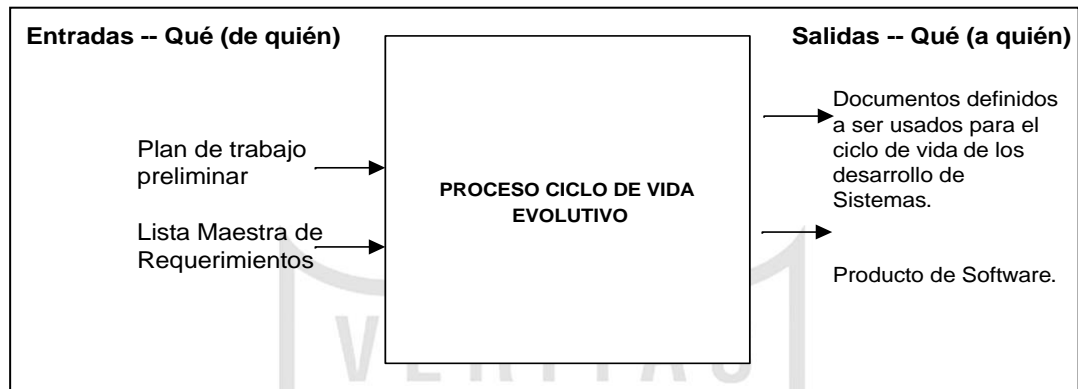 Entradas -- Qué (de quién)
Salidas -- Qué (a quién)
Plan de trabajo
preliminar
Lista Maestra de
Requerimientos
PROCESO CICLO DE VIDA
EVOLUTIVO
Documentos definidos
a ser usados para el
ciclo de vida de los
desarrollo de
Sistemas.
Producto de Software.
VERITAS